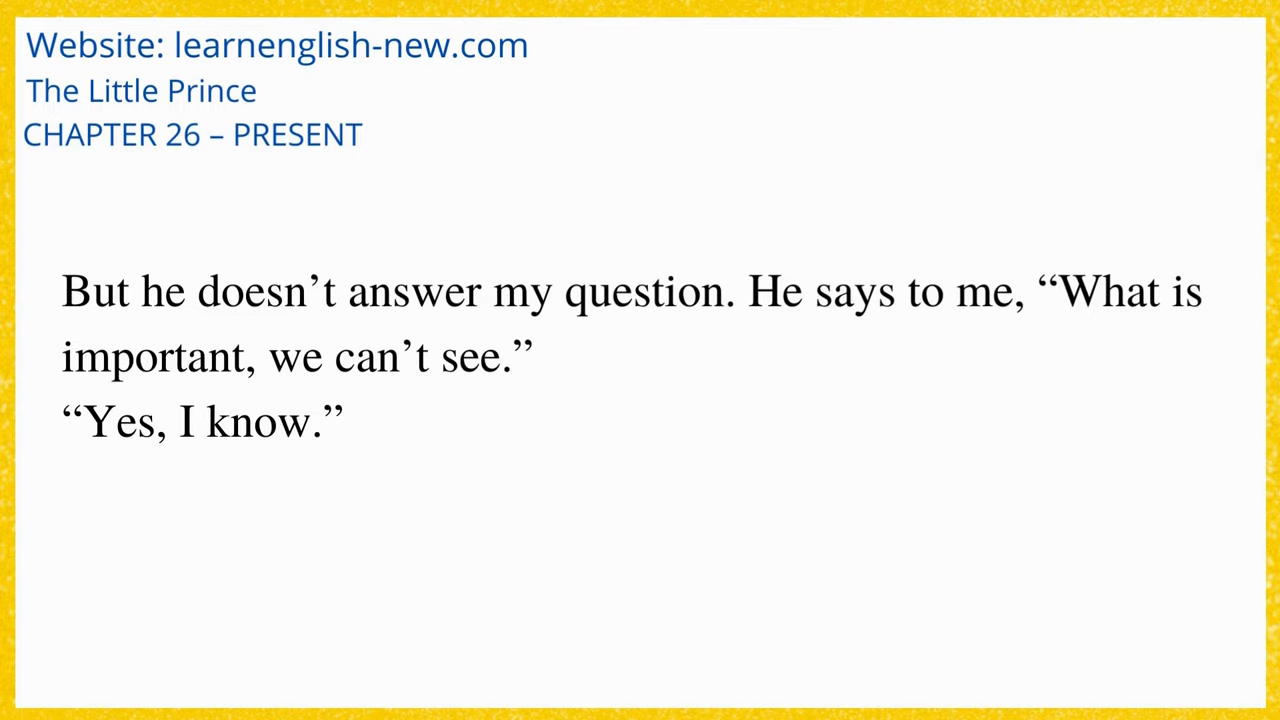 Website: learnenglish-new.com
The Little Prince
CHAPTER 26 – PRESENT
But he doesn’t answer my question. He says to me, “What is
important, we can’t see.”
“Yes, I know.”